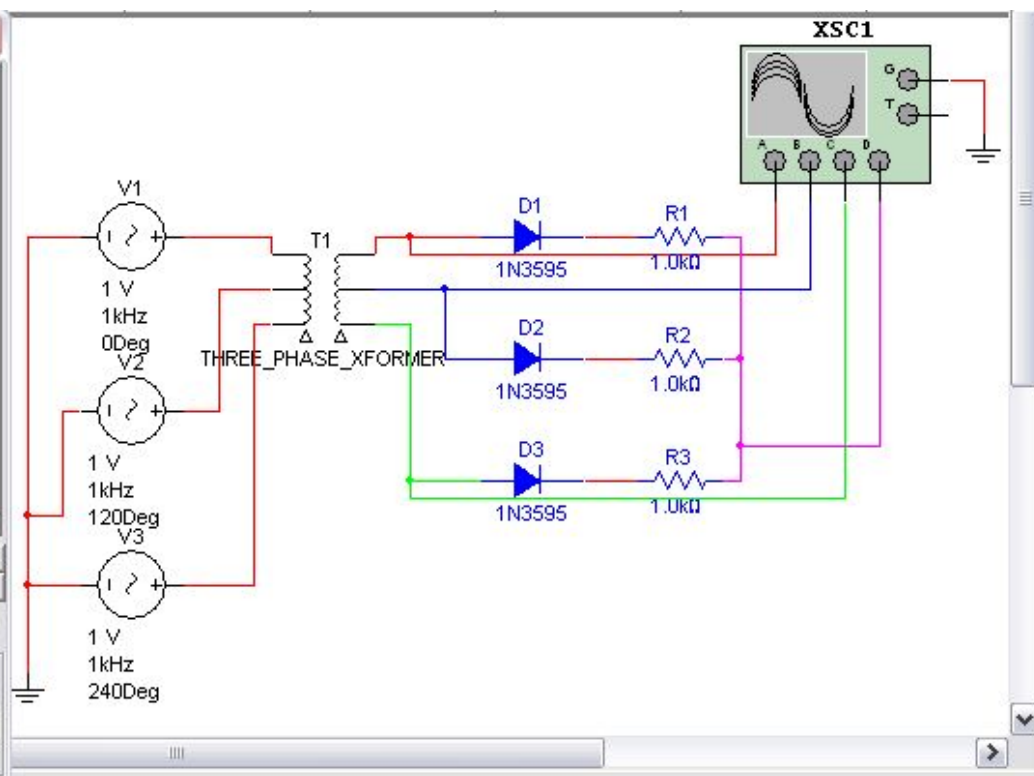 XSC1
G
T
A B C D
V1
1 V
1kHz
0Deg
V2
1 V
1kHz
120Deg
V3
1 V
1kHz
240Deg
T1
THREE_PHASE_XFORMER
D1
1N3595
R1
1.0kΩ
D2
1N3595
R2
1.0kΩ
D3
1N3595
R3
1.0kΩ